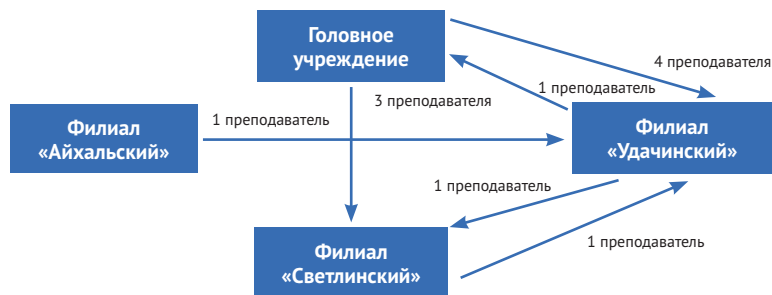 Головное
учреждение
4 преподавателя
1 преподаватель
3 преподавателя
Филиал
«Айхальский»
1 преподаватель
Филиал
«Удачинский»
1 преподаватель
1 преподаватель
Филиал
«Светлинский»